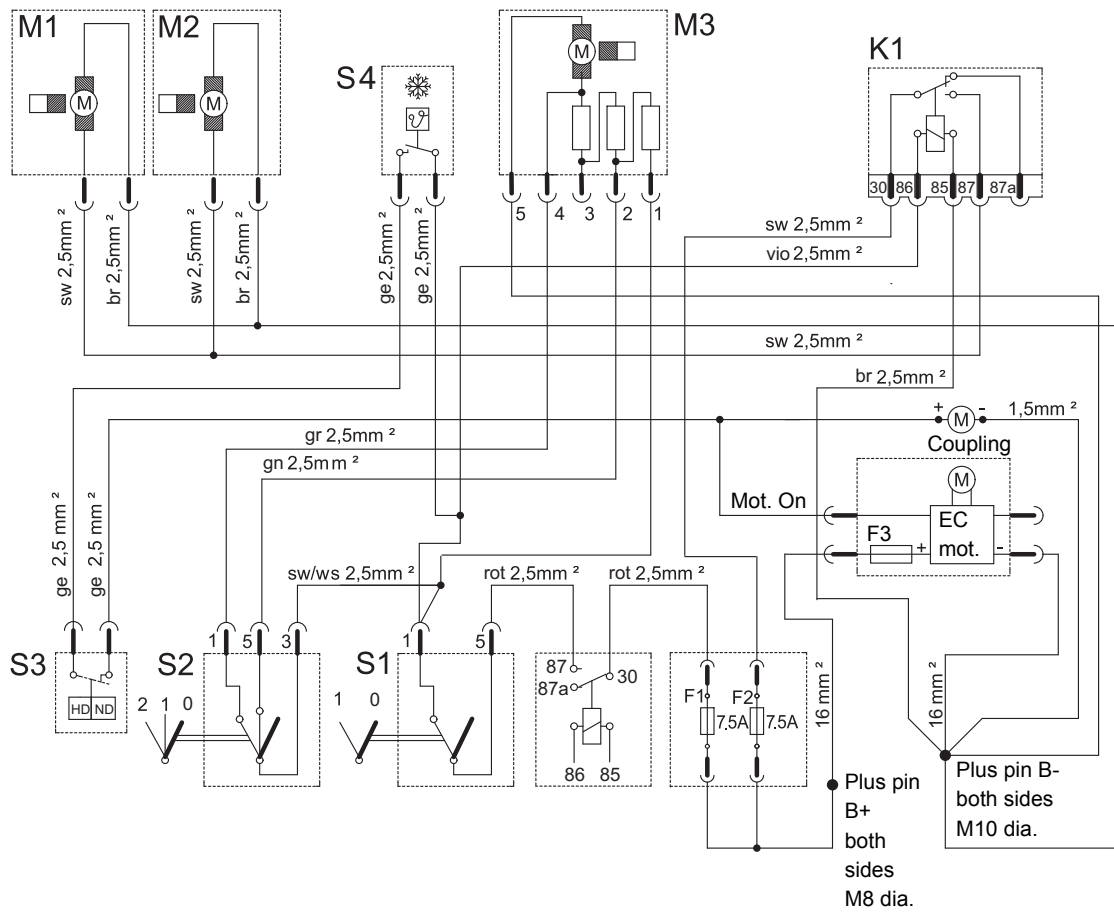 M1
M2
S4
M3
K1
M
M
M
30 86 85 87 87a
5 4 3 2 1
sw 2,5mm ²
br 2,5mm ²
sw 2,5mm ²
br 2,5mm ²
ge 2,5mm ²
ge 2,5mm ²
sw 2,5mm ²
vio 2,5mm ²
sw 2,5mm ²
br 2,5mm ²
gr 2,5mm ²
gn 2,5mm ²
+ M -
1,5mm ²
Coupling
M
Mot. On
EC
mot.
F3
+ -
ge 2,5 mm ²
ge 2,5 mm ²
sw/ws 2,5mm ²
rot 2,5mm ²
rot 2,5mm ²
S3
HD ND
S2
1 5 3
2 1 0
S1
1 5
1 0
87
87a
30
86 85
F1
7.5A
F2
7.5A
16 mm ²
16 mm ²
Plus pin
B+
both
sides
M8 dia.
Plus pin B-
both sides
M10 dia.